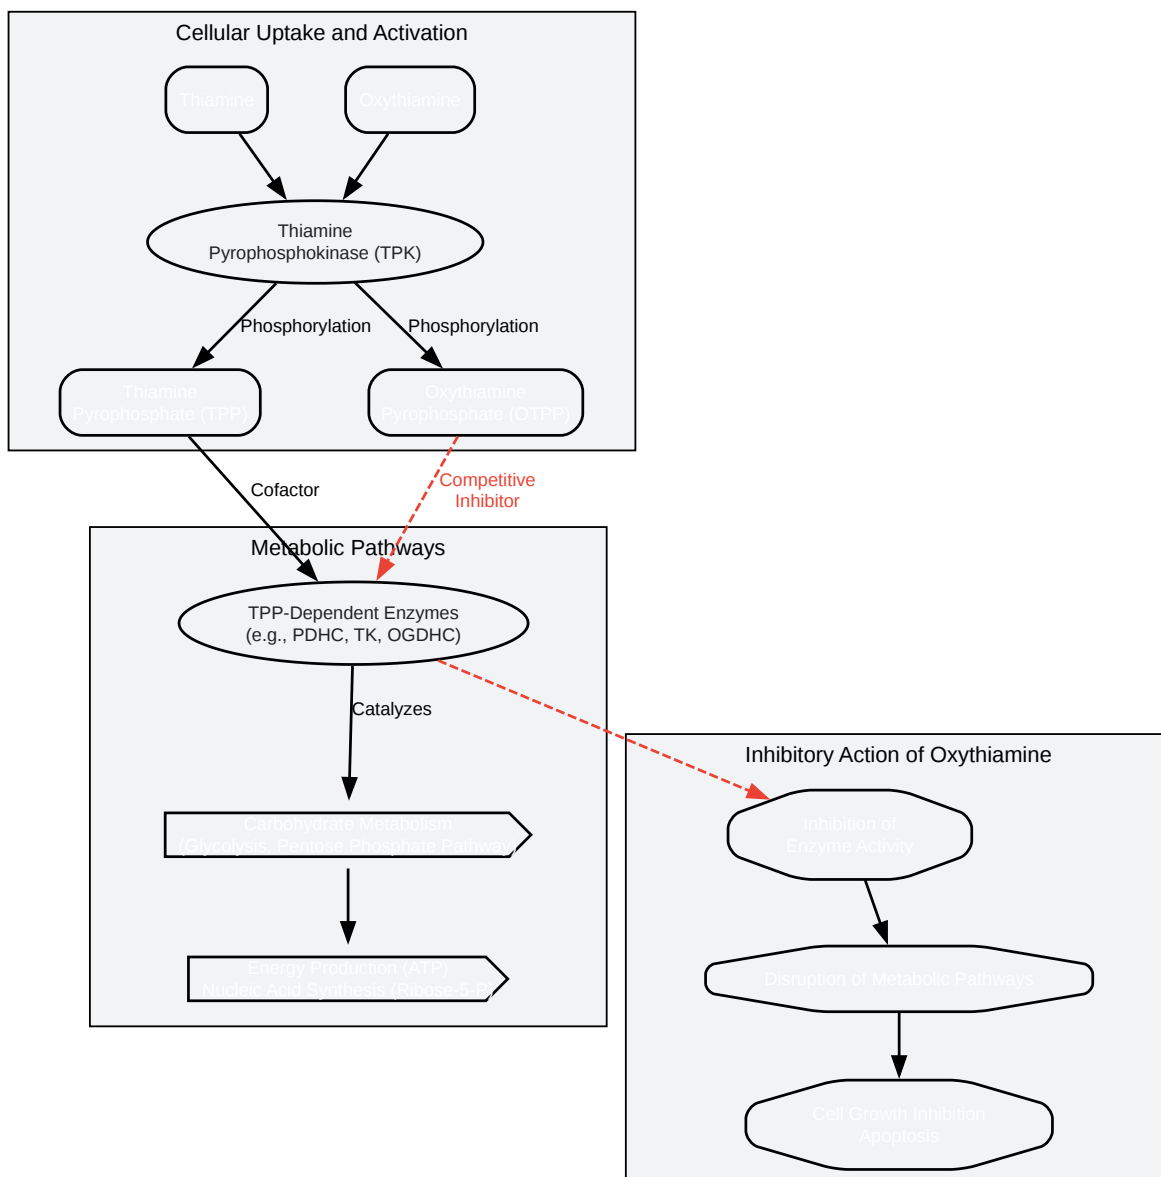 Cellular Uptake and Activation
Thiamine
Oxythiamine
Thiamine
Pyrophosphokinase (TPK)
Phosphorylation
Phosphorylation
Thiamine
Pyrophosphate (TPP)
Oxythiamine
Pyrophosphate (OTPP)
Cofactor
Competitive
Inhibitor
Metabolic Pathways
TPP-Dependent Enzymes
(e.g., PDHC, TK, OGDHC)
Catalyzes
Inhibitory Action of Oxythiamine
Carbohydrate Metabolism
(Glycolysis, Pentose Phosphate Pathway)
Inhibition of
Enzyme Activity
Energy Production (ATP)
Nucleic Acid Synthesis (Ribose-5-P)
Disruption of Metabolic Pathways
Cell Growth Inhibition
Apoptosis